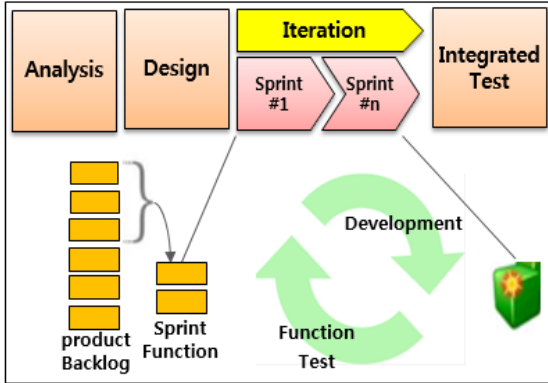 Analysis
Design
Iteration
Sprint
#1
Sprint
#n
Integrated
Test
Development
Function
Test
product
Backlog
Sprint
Function